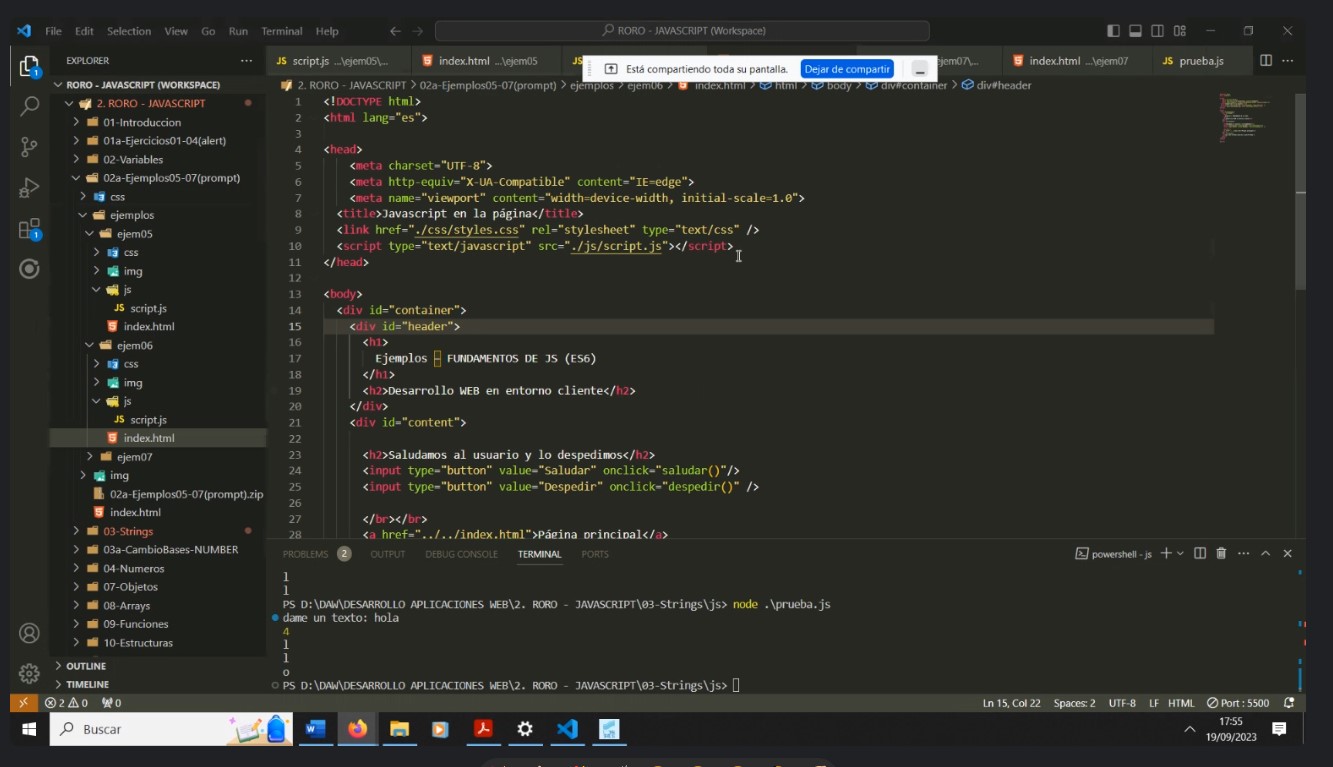 File Edit Selection View Go Run Terminal Help
RORO - JAVASCRIPT (Workspace)
EXPLORER
JS script.js ...\ejem05\...
index.html ...\ejem05
JS
Está compartiendo toda su pantalla. Dejar de compartir
jem07\...
index.html ...\ejem07
JS prueba.js
2. RORO - JAVASCRIPT > 02a-Ejemplos05-07(prompt) > ejemplos > ejem06 > index.html > html > body > div#container > div#header
RORO - JAVASCRIPT (WORKSPACE)
2. RORO - JAVASCRIPT
01-Introduccion
01a-Ejercicios01-04(alert)
02-Variables
02a-Ejemplos05-07(prompt)
css
ejemplos
ejem05
css
img
js
JS script.js
index.html
ejem06
css
img
js
JS script.js
index.html
ejem07
img
02a-Ejemplos05-07(prompt).zip
index.html
03-Strings
03a-CambioBases-NUMBER
04-Numeros
07-Objetos
08-Arrays
09-Funciones
10-Estructuras
OUTLINE
TIMELINE
1 <!DOCTYPE html>
2 <html lang="es">
3
4 <head>
5 <meta charset="UTF-8">
6 <meta http-equiv="X-UA-Compatible" content="IE=edge">
7 <meta name="viewport" content="width=device-width, initial-scale=1.0">
8 <title>Javascript en la página</title>
9 <link href="./css/styles.css" rel="stylesheet" type="text/css" />
10 <script type="text/javascript" src="./js/script.js"></script>
11 </head>
12
13 <body>
14 <div id="container">
15 <div id="header">
16 <h1>
17 Ejemplos – FUNDAMENTOS DE JS (ES6)
18 </h1>
19 <h2>Desarrollo WEB en entorno cliente</h2>
20 </div>
21 <div id="content">
22
23 <h2>Saludamos al usuario y lo despedimos</h2>
24 <input type="button" value="Saludar" onclick="saludar()"/>
25 <input type="button" value="Despedir" onclick="despedir()" />
26
27 </br></br>
28 <a href="../../index.html">Página principal</a>
PROBLEMS 2 OUTPUT DEBUG CONSOLE TERMINAL PORTS
powershell - js
l
l
PS D:\DAW\DESARROLLO APLICACIONES WEB\2. RORO - JAVASCRIPT\03-Strings\js> node .\prueba.js
dame un texto: hola
4
l
l
o
PS D:\DAW\DESARROLLO APLICACIONES WEB\2. RORO - JAVASCRIPT\03-Strings\js>
2 0 0
Ln 15, Col 22 Spaces: 2 UTF-8 LF HTML Port : 5500
Buscar
17:55
19/09/2023